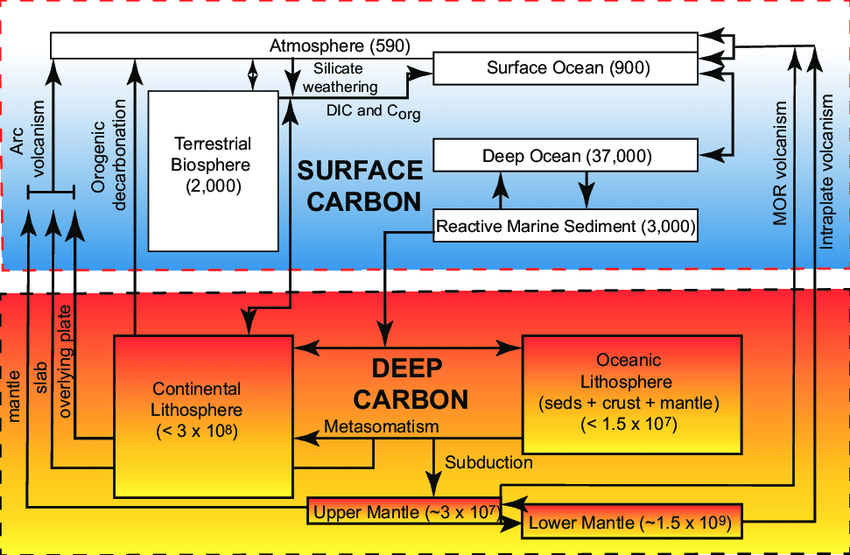 Atmosphere (590)
Silicate
weathering
Surface Ocean (900)
DIC and Corg
Arc
volcanism
Orogenic
decarbonation
Terrestrial
Biosphere
(2,000)
SURFACE
CARBON
Deep Ocean (37,000)
Reactive Marine Sediment (3,000)
MOR volcanism
Intraplate volcanism
mantle
slab
overlying plate
Continental
Lithosphere
(< 3 x 10⁸)
DEEP
CARBON
Oceanic
Lithosphere
(seds + crust + mantle)
(< 1.5 x 10⁷)
Metasomatism
Subduction
Upper Mantle (~3 x 10⁷)
Lower Mantle (~1.5 x 10⁹)